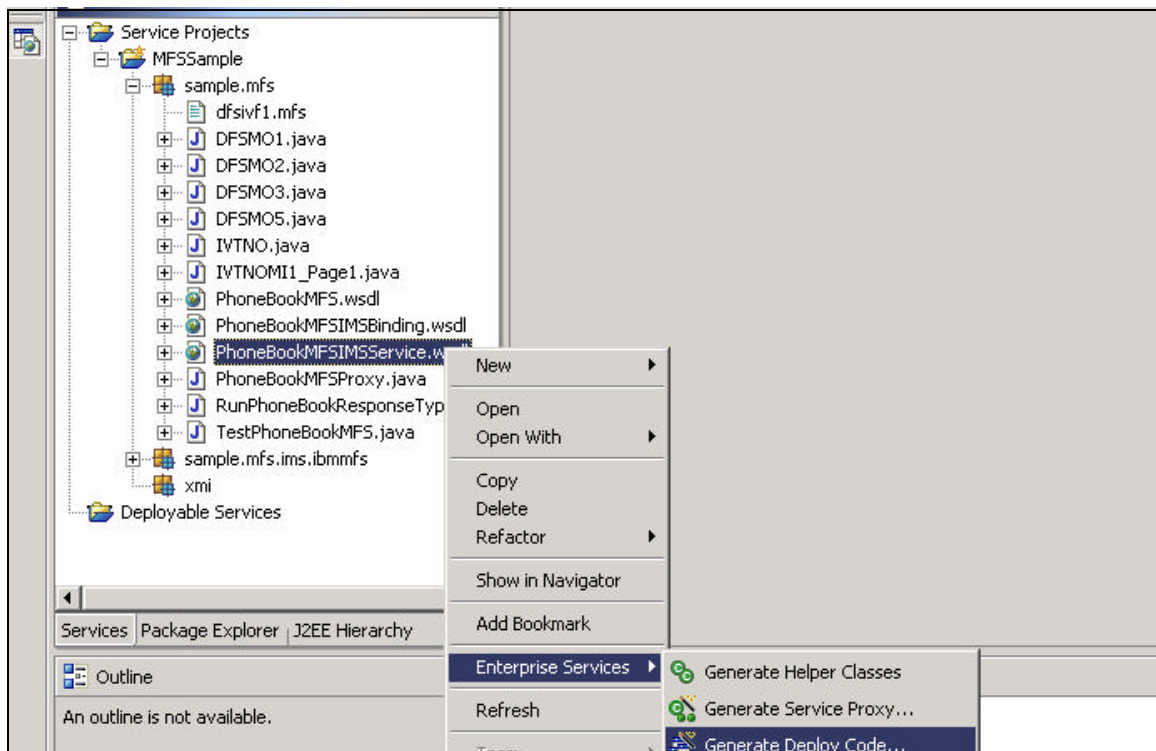 Service Projects
MFSSample
sample.mfs
dfsivf1.mfs
DFSMO1.java
DFSMO2.java
DFSMO3.java
DFSMO5.java
IVTNO.java
IVTNOMI1_Page1.java
PhoneBookMFS.wsdl
PhoneBookMFSIMSBinding.wsdl
PhoneBookMFSIMSService.w
PhoneBookMFSProxy.java
RunPhoneBookResponseTyp
TestPhoneBookMFS.java
sample.mfs.ims.ibmmfs
xmi
Deployable Services
New
Open
Open With
Copy
Delete
Refactor
Show in Navigator
Add Bookmark
Enterprise Services
Refresh
Generate Helper Classes
Generate Service Proxy...
Generate Deploy Code...
Services Package Explorer J2EE Hierarchy
Outline
An outline is not available.